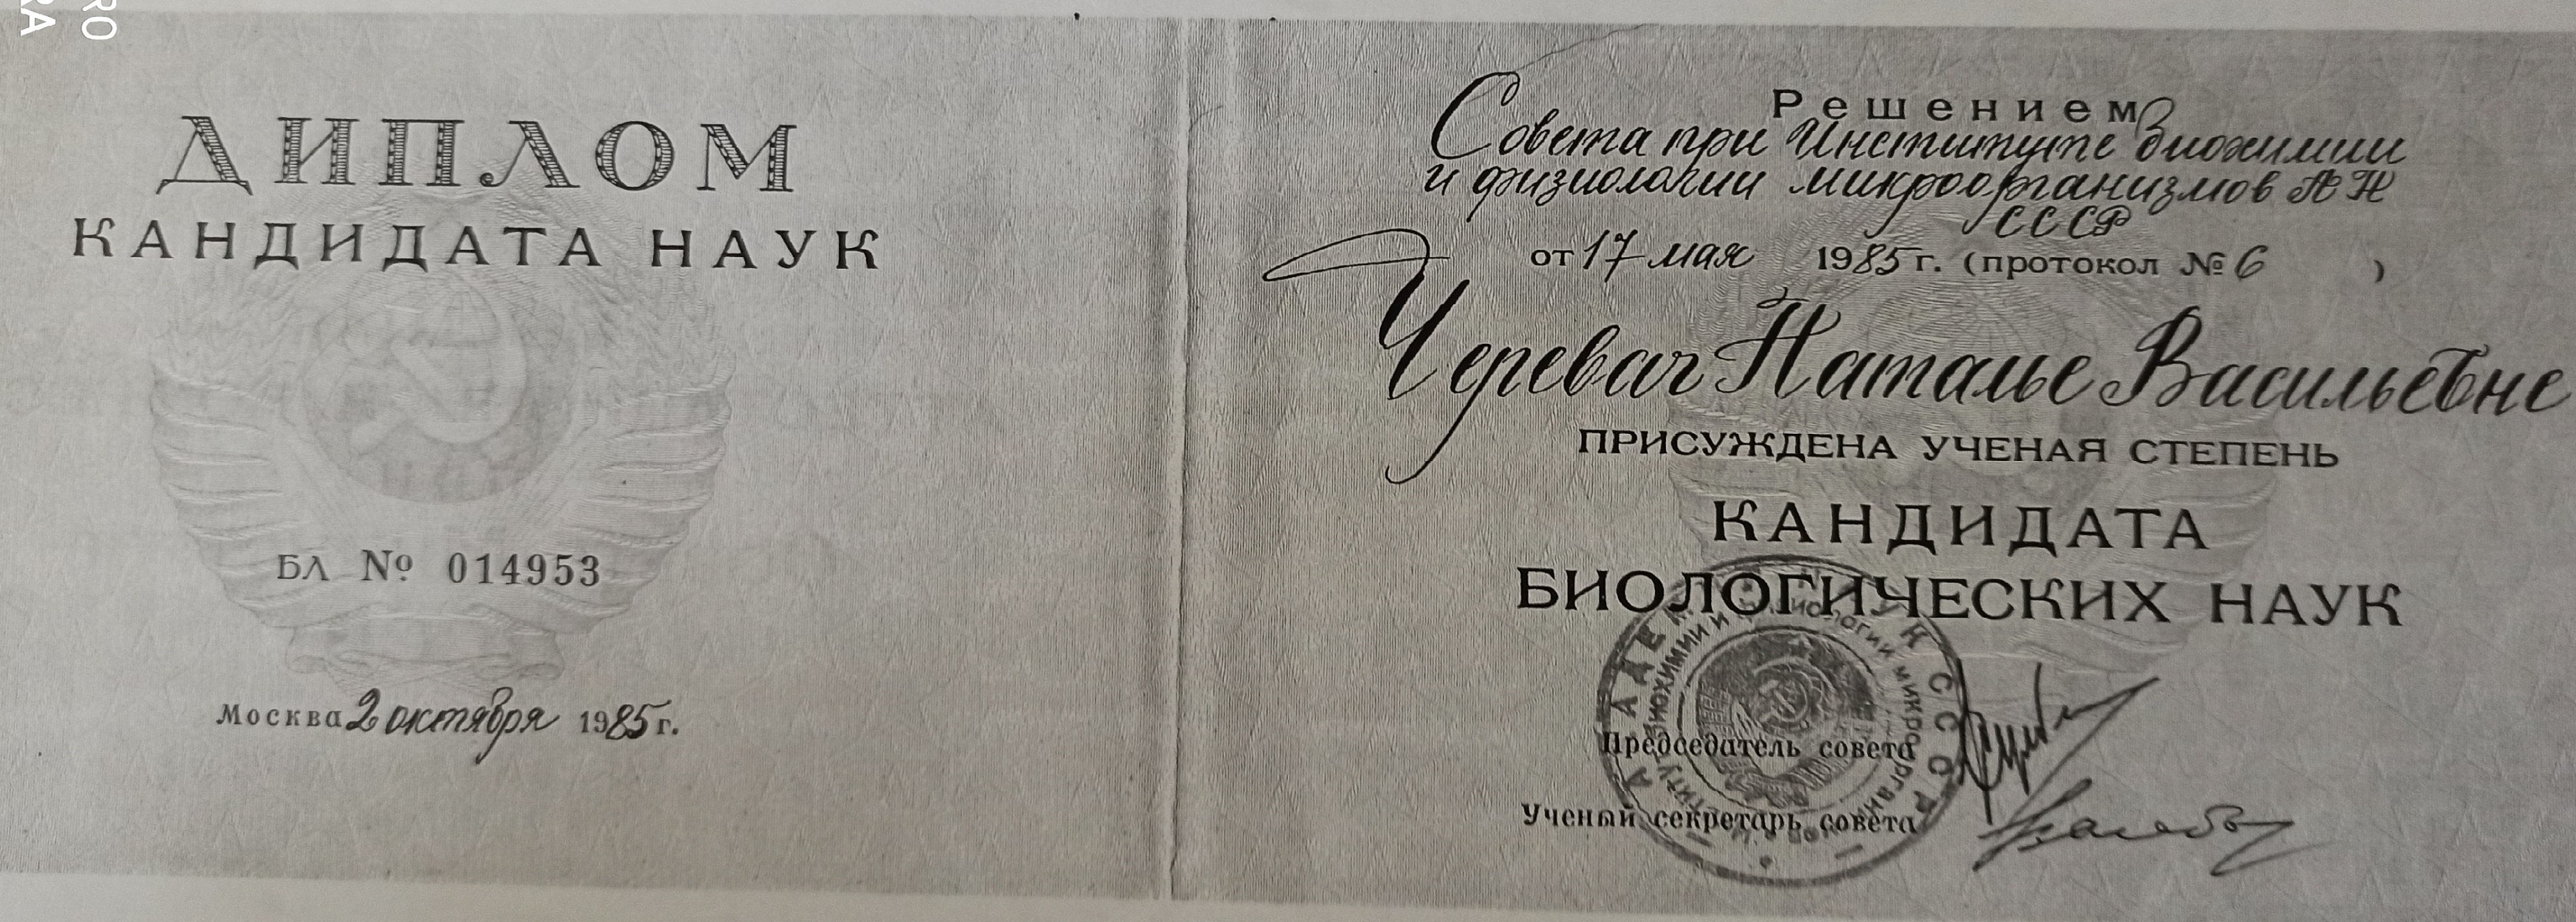 ДИПЛОМ
КАНДИДАТА НАУК
БЛ № 014953
Москва 2 октября 1985 г.
Решением
Совета при Институте биохимии
и физиологии микроорганизмов АН
СССР
от 17 мая 1985 г. (протокол № 6 )
Черевач Наталье Васильевне
ПРИСУЖДЕНА УЧЕНАЯ СТЕПЕНЬ
КАНДИДАТА
БИОЛОГИЧЕСКИХ НАУК
Председатель совета
Ученый секретарь совета